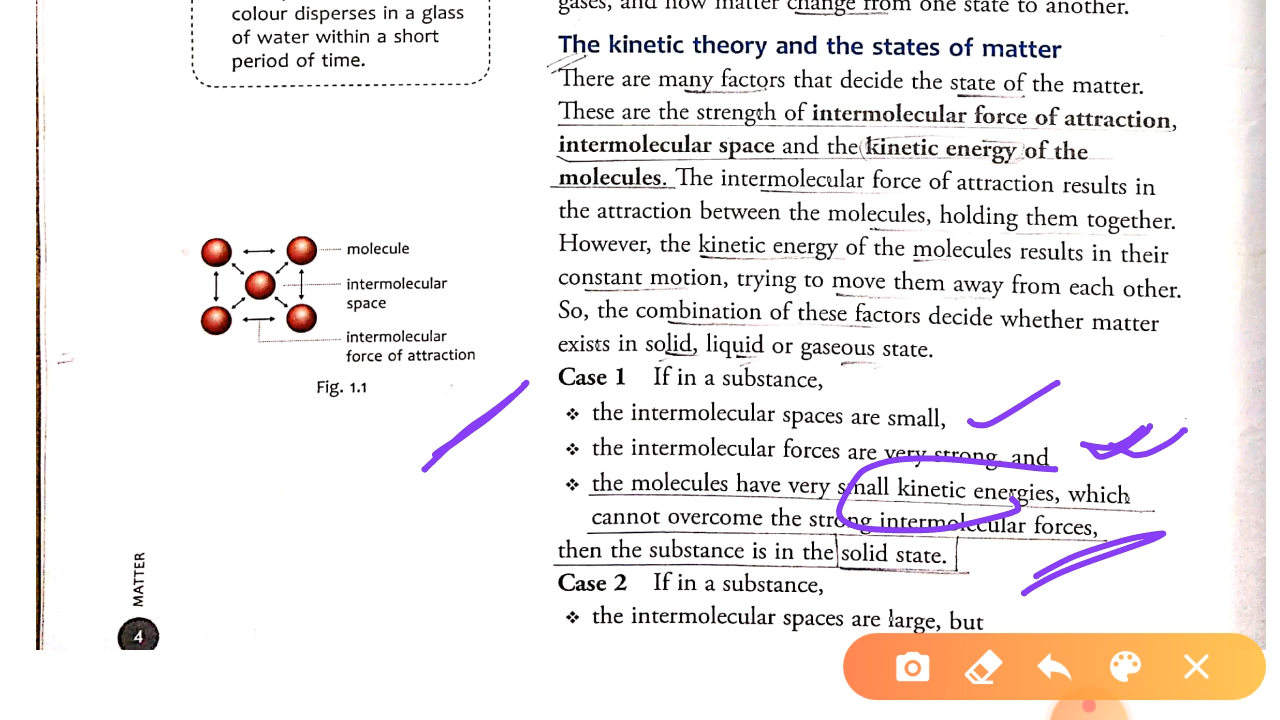 colour disperses in a glass
of water within a short
period of time.
gases, and how matter change from one state to another.
The kinetic theory and the states of matter
There are many factors that decide the state of the matter.
These are the strength of intermolecular force of attraction,
intermolecular space and the kinetic energy of the
molecules. The intermolecular force of attraction results in
the attraction between the molecules, holding them together.
However, the kinetic energy of the molecules results in their
constant motion, trying to move them away from each other.
So, the combination of these factors decide whether matter
exists in solid, liquid or gaseous state.
Case 1 If in a substance,
❖ the intermolecular spaces are small,
❖ the intermolecular forces are very strong, and
❖ the molecules have very small kinetic energies, which
cannot overcome the strong intermolecular forces,
then the substance is in the solid state.
Case 2 If in a substance,
❖ the intermolecular spaces are large, but
molecule
intermolecular
space
intermolecular
force of attraction
Fig. 1.1
MATTER
4